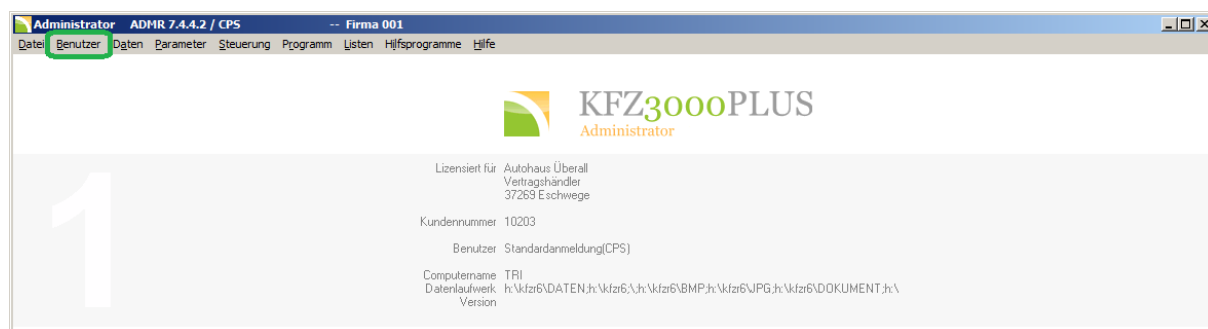 Administrator ADMR 7.4.4.2 / CPS -- Firma 001
Datei Benutzer Daten Parameter Steuerung Programm Listen Hilfsprogramme Hilfe
KFZ3000PLUS
Administrator
1
Lizensiert für Autohaus Überall
Vertragshändler
37269 Eschwege
Kundennummer 10203
Benutzer Standardanmeldung(CPS)
Computername TRI
Datenlaufwerk h:\kfzr6\DATEN;h:\kfzr6;\;h:\kfzr6\BMP;h:\kfzr6\JPG;h:\kfzr6\DOKUMENT;h:\
Version